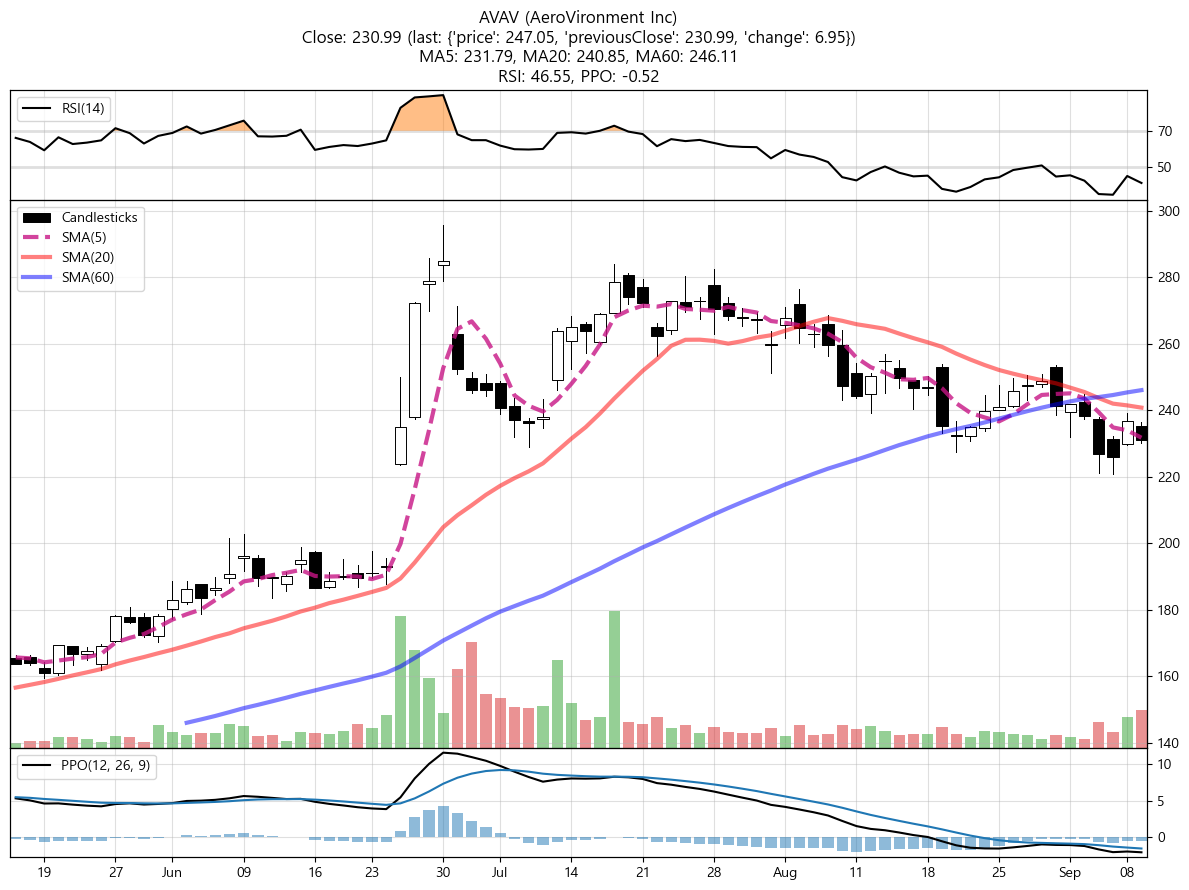 AVAV (AeroVironment Inc)
Close: 230.99 (last: {'price': 247.05, 'previousClose': 230.99, 'change': 6.95})
MA5: 231.79, MA20: 240.85, MA60: 246.11
RSI: 46.55, PPO: -0.52
RSI(14)
70
50
Candlesticks
SMA(5)
SMA(20)
SMA(60)
300
280
260
240
220
200
180
160
140
PPO(12, 26, 9)
10
5
0
19 27 Jun 09 16 23 Jul 07 14 21 28 Aug 11 18 25 Sep 08